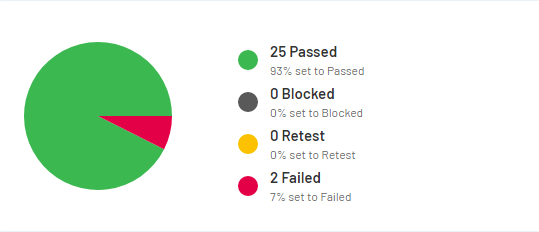 25 Passed
93% set to Passed
0 Blocked
0% set to Blocked
0 Retest
0% set to Retest
2 Failed
7% set to Failed